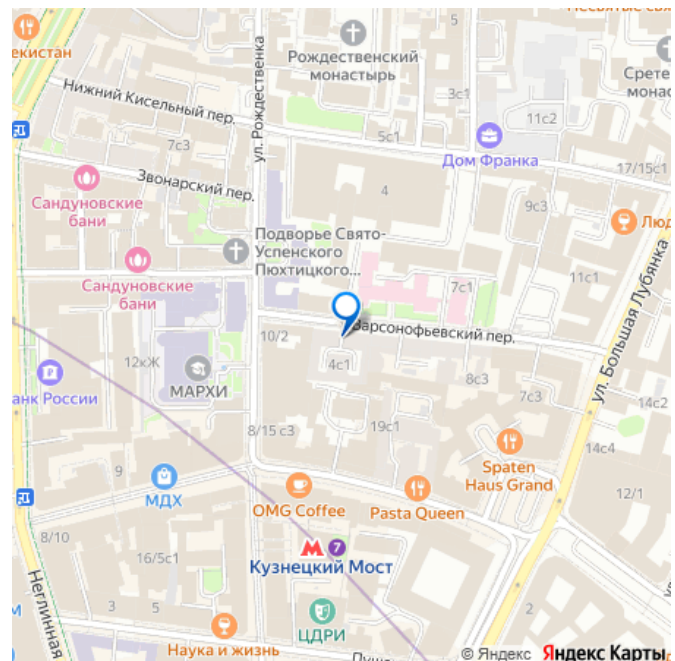 екистан
Рождественский
монастырь
Нижний Кисельный пер.
ул. Рождественка
5
3с1
11с2
5с1
Дом Франка
17/15с1
7с3
Звонарский пер.
Сандуновские
бани
4
9с3
Подворье Свято-
Успенского
Пюхтицкого...
Сандуновские
бани
7с1
11с1
ул. Большая Лубянка
Варсонофьевский пер.
10/2
4с1
12кЖ
МАРХИ
анк России
8с3
7с3
14с2
19с1
8/15 с3
14с4
Spaten
Haus Grand
9
МДХ
OMG Coffee
Pasta Queen
12/1
8/10
16/5с1
7
Кузнецкий Мост
Неглинная
3
5
Наука и жизнь
ЦДРИ
© Яндекс Яндекс Карты